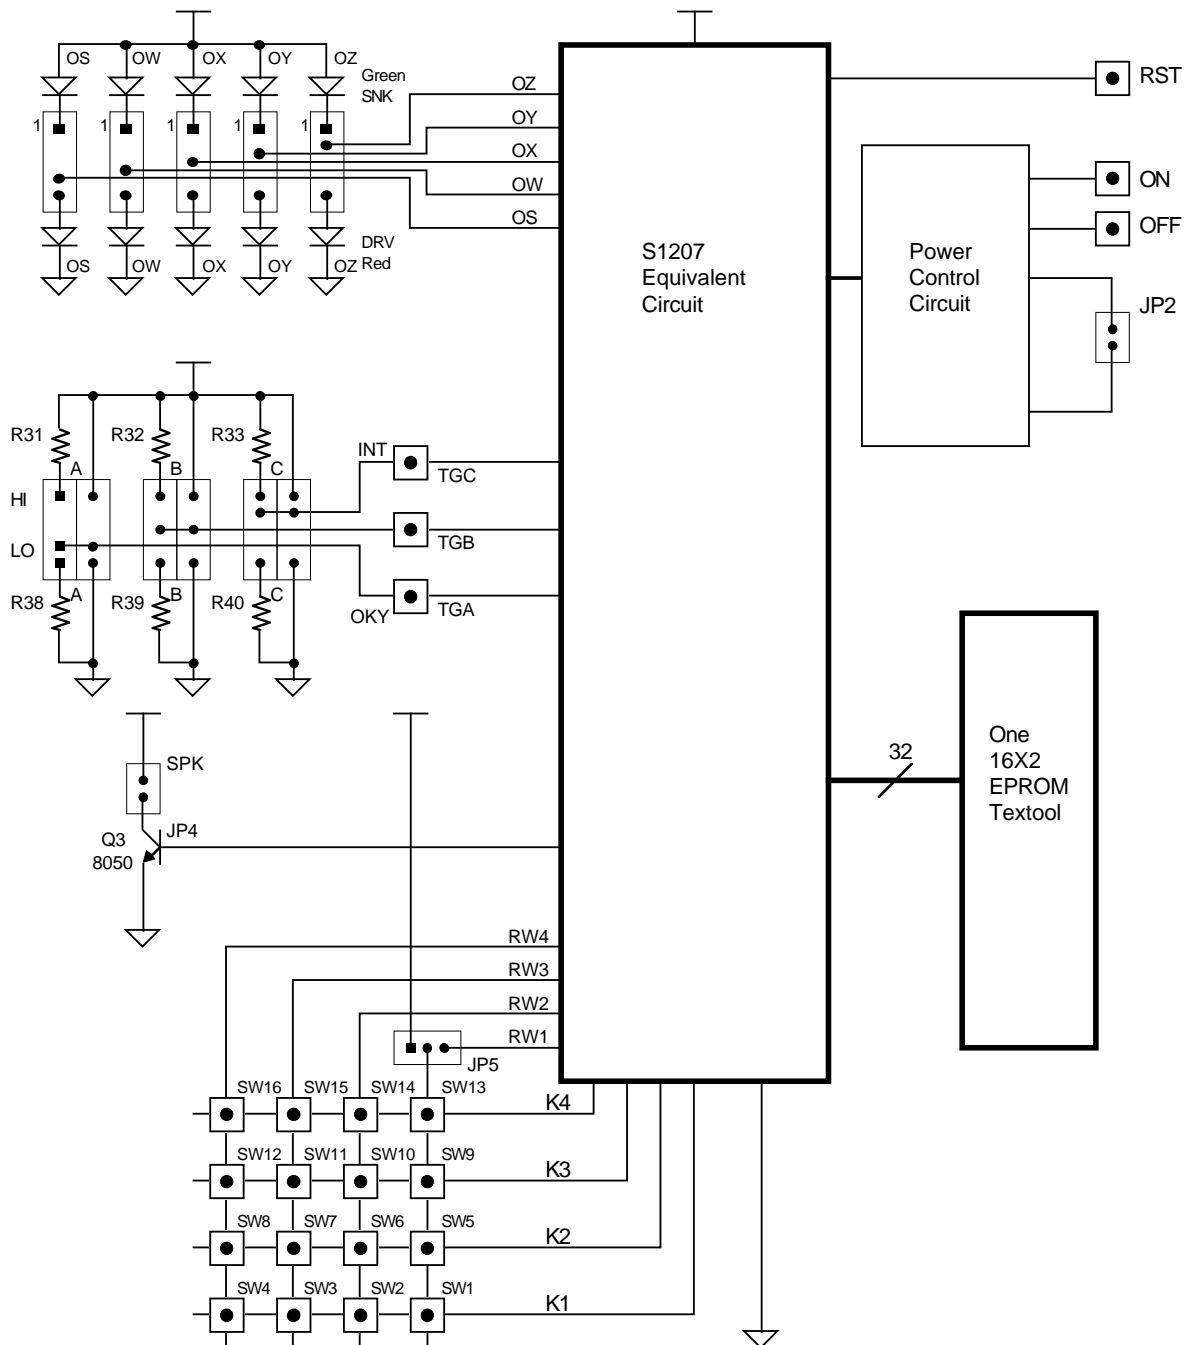 OS OW OX OY OZ
Green
SNK
1 1 1 1 1
OZ
OY
OX
OW
OS
DRV
Red
OS OW OX OY OZ
S1207
Equivalent
Circuit
RST
ON
OFF
Power
Control
Circuit
JP2
R31 R32 R33
A B C
HI
LO
A B C
R38 R39 R40
INT
TGC
TGB
OKY
TGA
SPK
JP4
Q3
8050
32
One
16X2
EPROM
Textool
RW4
RW3
RW2
RW1
JP5
SW16 SW15 SW14 SW13
K4
SW12 SW11 SW10 SW9
K3
SW8 SW7 SW6 SW5
K2
SW4 SW3 SW2 SW1
K1